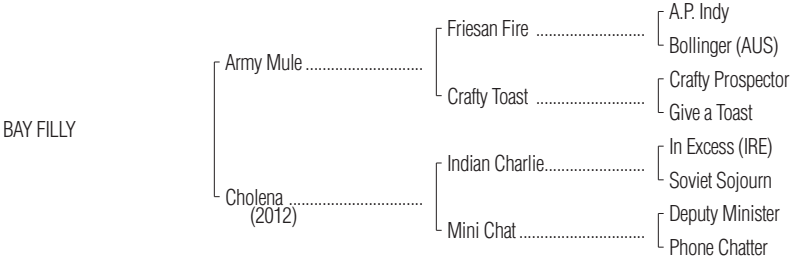 A.P. Indy
Friesan Fire ..........................
Bollinger (AUS)
Army Mule ............................
Crafty Prospector
Crafty Toast ..........................
Give a Toast
BAY FILLY
In Excess (IRE)
Indian Charlie........................
Soviet Sojourn
Cholena ................................
(2012)
Deputy Minister
Mini Chat ..............................
Phone Chatter